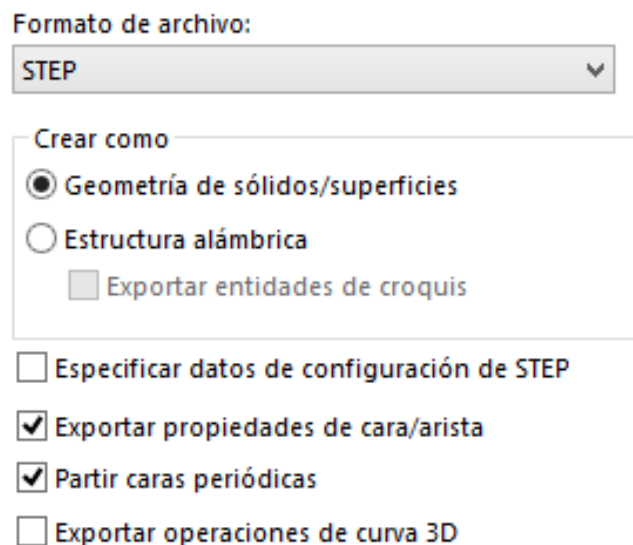 Formato de archivo:
STEP
Crear como
Geometría de sólidos/superficies
Estructura alámbrica
Exportar entidades de croquis
Especificar datos de configuración de STEP
Exportar propiedades de cara/arista
Partir caras periódicas
Exportar operaciones de curva 3D